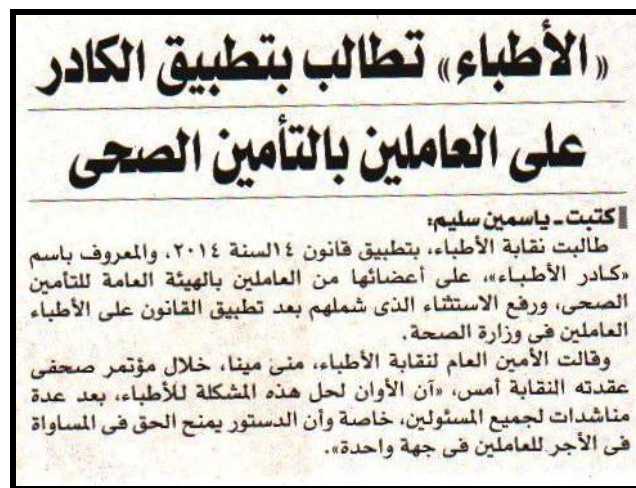 «الأطباء» تطالب بتطبيق الكادر
على العاملين بالتأمين الصحى
كتبت ـ ياسمين سليم:
طالبت نقابة الأطباء، بتطبيق قانون ١٤ لسنة ٢٠١٤، والمعروف باسم
«كادر الأطباء»، على أعضائها من العاملين بالهيئة العامة للتأمين
الصحى، ورفع الاستثناء الذى شملهم بعد تطبيق القانون على الأطباء
العاملين فى وزارة الصحة.
وقالت الأمين العام لنقابة الأطباء، منى مينا، خلال مؤتمر صحفى
عقدته النقابة أمس، «آن الأوان لحل هذه المشكلة للأطباء، بعد عدة
مناشدات لجميع المسئولين، خاصة وأن الدستور يمنح الحق فى المساواة
فى الأجر للعاملين فى جهة واحدة».